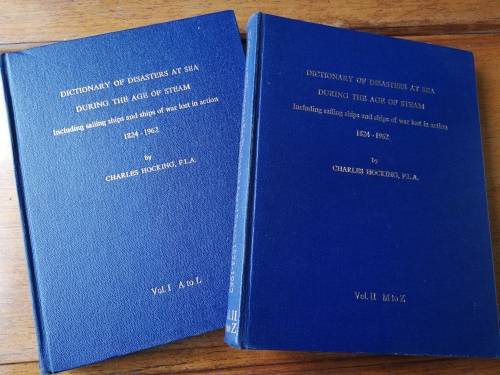 DICTIONARY OF DISASTERS AT SEA
DURING THE AGE OF STEAM
Including sailing ships and ships of war lost in action
1824-1962
by
CHARLES HOCKING, F.L.A.
Vol. I A to L
DICTIONARY OF DISASTERS AT SEA
DURING THE AGE OF STEAM
Including sailing ships and ships of war lost in action
1824-1962
by
CHARLES HOCKING, F.L.A.
Vol. II M to Z